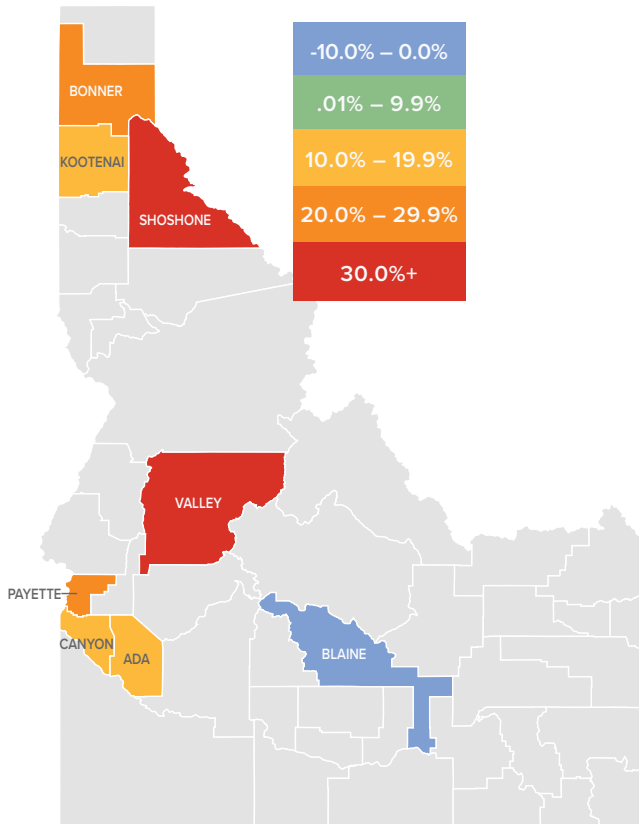 -10.0% – 0.0%
.01% – 9.9%
10.0% – 19.9%
20.0% – 29.9%
30.0%+
BONNER
KOOTENAI
SHOSHONE
VALLEY
PAYETTE
CANYON
ADA
BLAINE